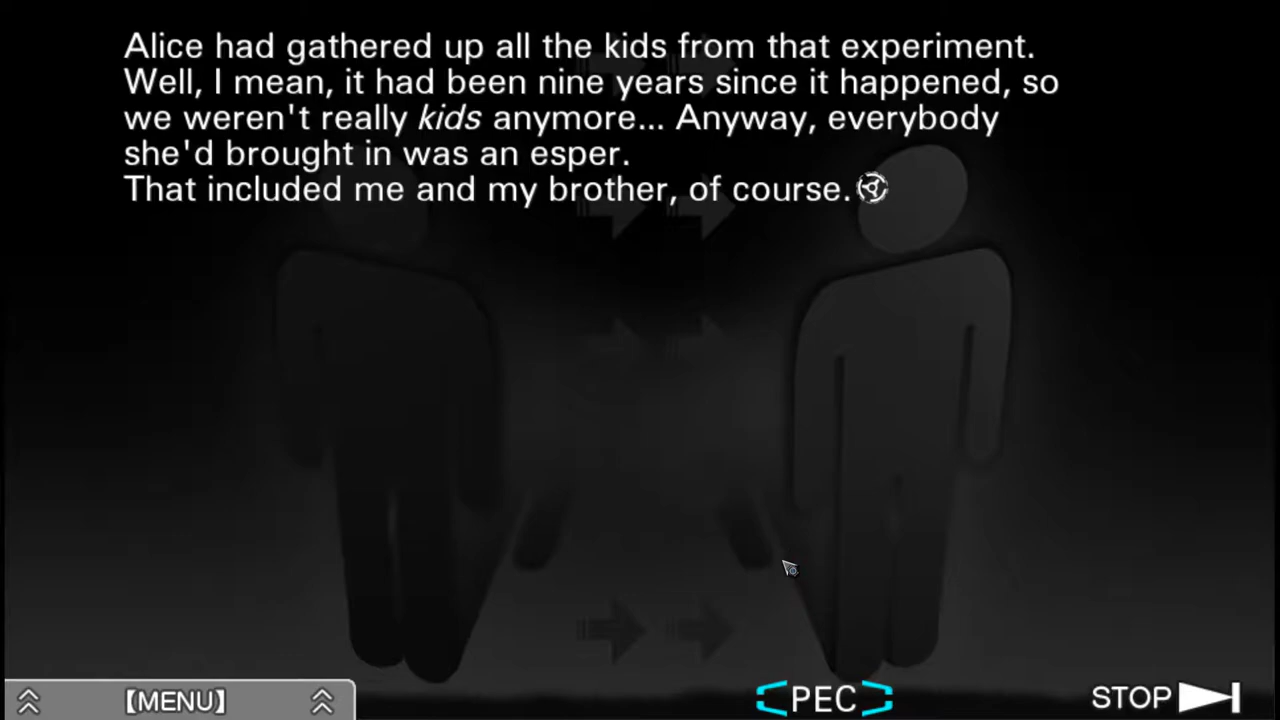 Alice had gathered up all the kids from that experiment.
Well, I mean, it had been nine years since it happened, so
we weren't really kids anymore... Anyway, everybody
she'd brought in was an esper.
That included me and my brother, of course.
【MENU】
PEC
STOP